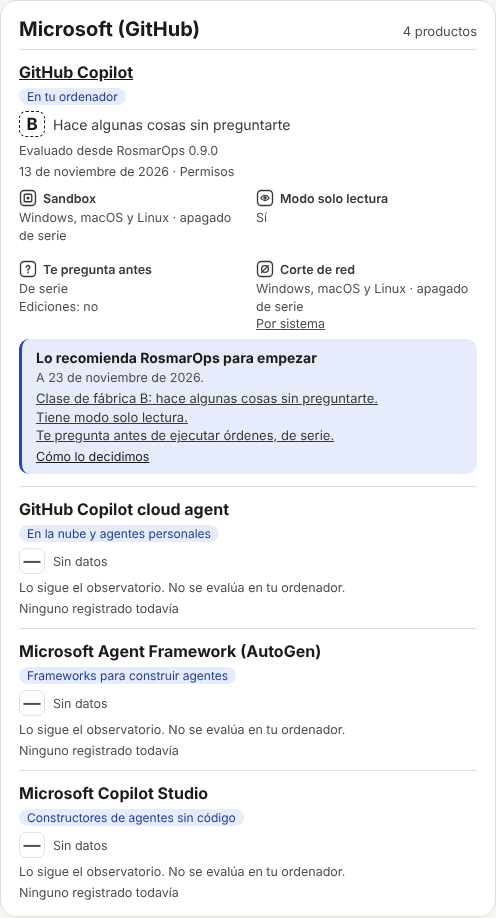 Microsoft (GitHub)
4 productos
GitHub Copilot
En tu ordenador
B Hace algunas cosas sin preguntarte
Evaluado desde RosmarOps 0.9.0
13 de noviembre de 2026 · Permisos
Sandbox
Windows, macOS y Linux · apagado
de serie
Modo solo lectura
Sí
? Te pregunta antes
De serie
Ediciones: no
Corte de red
Windows, macOS y Linux · apagado
de serie
Por sistema
Lo recomienda RosmarOps para empezar
A 23 de noviembre de 2026.
Clase de fábrica B: hace algunas cosas sin preguntarte.
Tiene modo solo lectura.
Te pregunta antes de ejecutar órdenes, de serie.
Cómo lo decidimos
GitHub Copilot cloud agent
En la nube y agentes personales
— Sin datos
Lo sigue el observatorio. No se evalúa en tu ordenador.
Ninguno registrado todavía
Microsoft Agent Framework (AutoGen)
Frameworks para construir agentes
— Sin datos
Lo sigue el observatorio. No se evalúa en tu ordenador.
Ninguno registrado todavía
Microsoft Copilot Studio
Constructores de agentes sin código
— Sin datos
Lo sigue el observatorio. No se evalúa en tu ordenador.
Ninguno registrado todavía